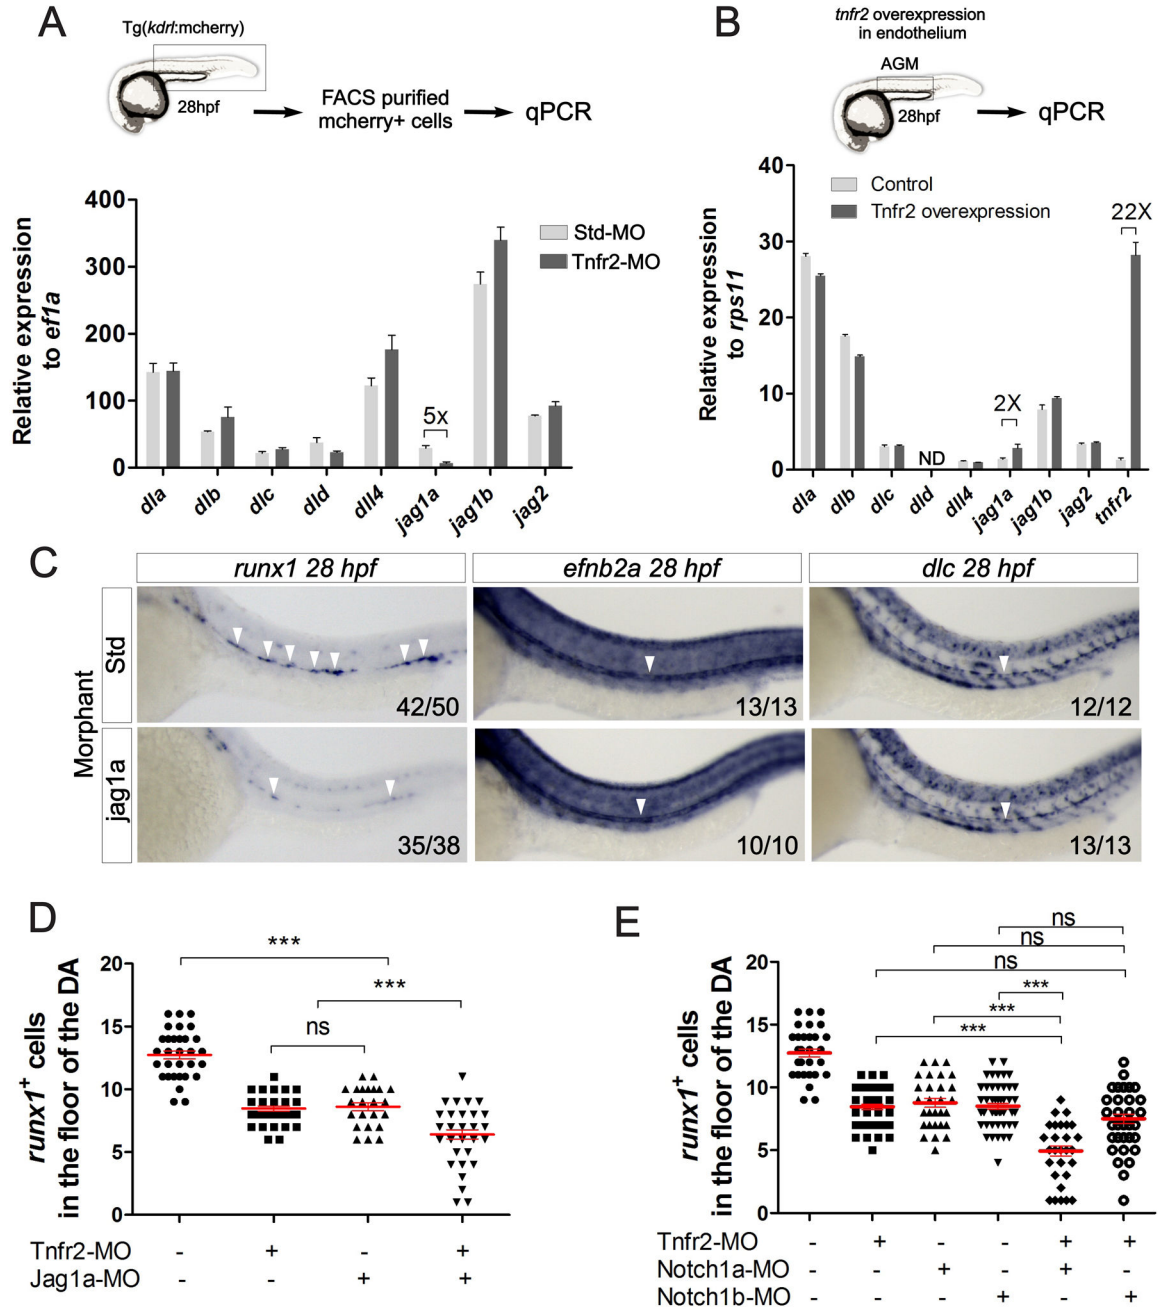 A
Tg(kdrl:mcherry)
28hpf
FACS purified
mcherry+ cells
qPCR
Relative expression
to ef1a
400
300
200
100
0
Std-MO
Tnfr2-MO
5x
dla
dlb
dlc
dld
dll4
jag1a
jag1b
jag2
B
tnfr2 overexpression
in endothelium
AGM
28hpf
qPCR
Relative expression
to rps11
40
30
20
10
0
Control
Tnfr2 overexpression
22X
2X
ND
dla
dlb
dlc
dld
dll4
jag1a
jag1b
jag2
tnfr2
C
runx1 28 hpf
efnb2a 28 hpf
dlc 28 hpf
Morphant
Std
42/50
13/13
12/12
jag1a
35/38
10/10
13/13
D
runx1+ cells
in the floor of the DA
20
15
10
5
0
***
***
ns
Tnfr2-MO - + - +
Jag1a-MO - - + +
E
runx1+ cells
in the floor of the DA
20
15
10
5
0
ns
ns
ns
***
***
***
Tnfr2-MO - + - - + +
Notch1a-MO - - + - + -
Notch1b-MO - - - + - +